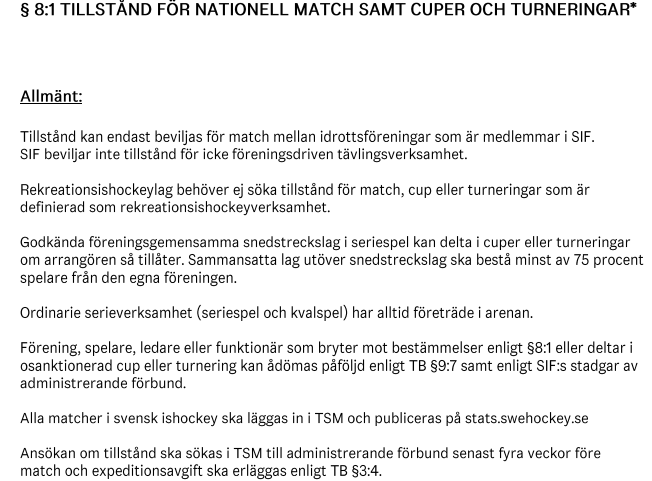 § 8:1 TILLSTÅND FÖR NATIONELL MATCH SAMT CUPER OCH TURNERINGAR*
Allmänt:
Tillstånd kan endast beviljas för match mellan idrottsföreningar som är medlemmar i SIF.
SIF beviljar inte tillstånd för icke föreningsdriven tävlingsverksamhet.
Rekreationsishockeylag behöver ej söka tillstånd för match, cup eller turneringar som är
definierad som rekreationsishockeyverksamhet.
Godkända föreningsgemensamma snedstreckslag i seriespel kan delta i cuper eller turneringar
om arrangören så tillåter. Sammansatta lag utöver snedstreckslag ska bestå minst av 75 procent
spelare från den egna föreningen.
Ordinarie serieverksamhet (seriespel och kvalspel) har alltid företräde i arenan.
Förening, spelare, ledare eller funktionär som bryter mot bestämmelser enligt §8:1 eller deltar i
osanktionerad cup eller turnering kan ådömas påföljd enligt TB §9:7 samt enligt SIF:s stadgar av
administrerande förbund.
Alla matcher i svensk ishockey ska läggas in i TSM och publiceras på stats.swehockey.se
Ansökan om tillstånd ska sökas i TSM till administrerande förbund senast fyra veckor före
match och expeditionsavgift ska erläggas enligt TB §3:4.